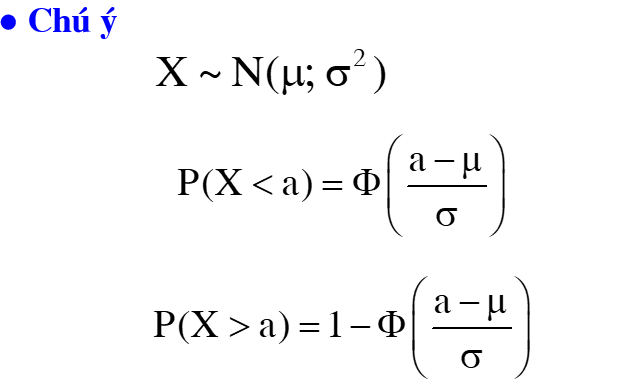 ● Chú ý
X ~ N(μ; σ²)
P(X < a) = Φ((a − μ)/σ)
P(X > a) = 1 − Φ((a − μ)/σ)